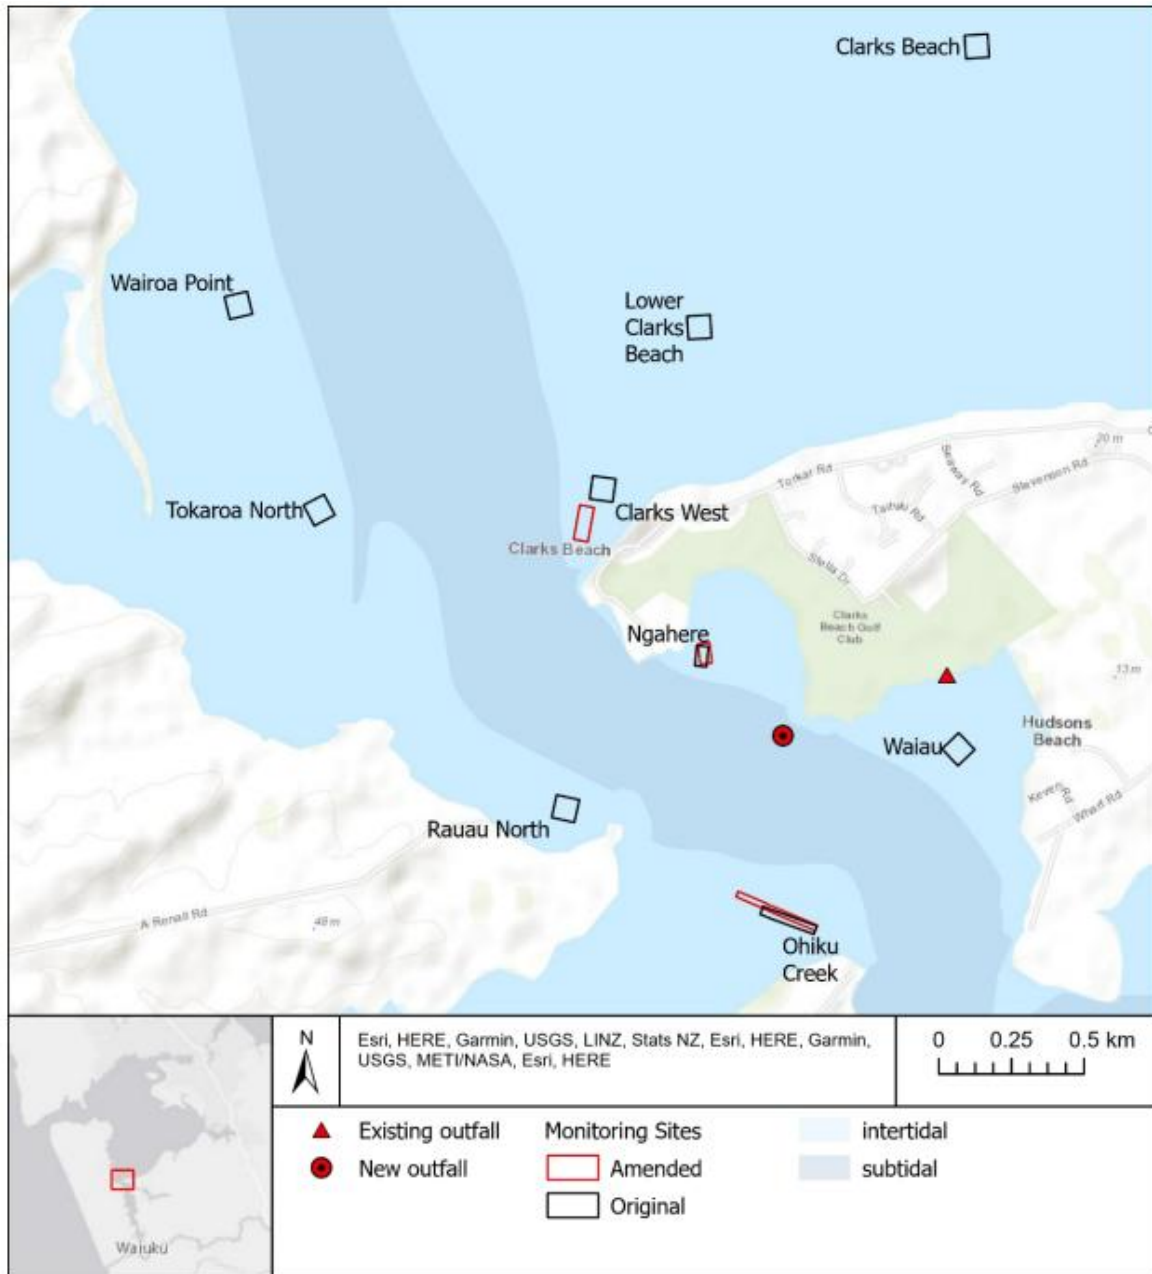 Clarks Beach
Wairoa Point
Lower
Clarks
Beach
20 m
Torkar Rd
Seaway Rd
Stevenson Rd
Taihiki Rd
Tokaroa North
Clarks West
Clarks Beach
Stella Dr
Clarks
Beach Golf
Club
Ngahere
13 m
Hudsons
Beach
Waiau
Rd
Wharf Rd
Rauau North
A Renall Rd
48 m
Ohiku
Creek
N
Esri, HERE, Garmin, USGS, LINZ, Stats NZ, Esri, HERE, Garmin,
USGS, METI/NASA, Esri, HERE
0 0.25 0.5 km
Existing outfall
New outfall
Monitoring Sites
Amended
Original
intertidal
subtidal
Waiuku